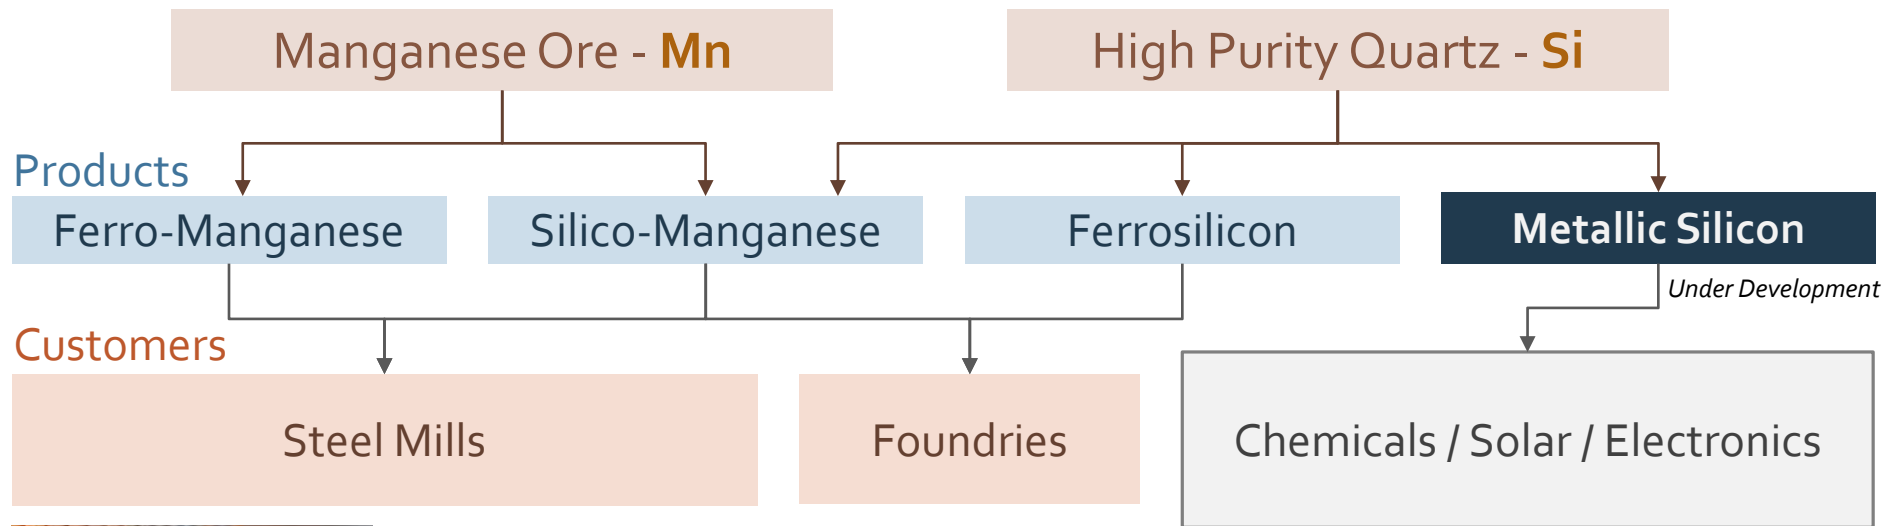 Manganese Ore - Mn
High Purity Quartz - Si
Products
Ferro-Manganese
Silico-Manganese
Ferrosilicon
Metallic Silicon
Under Development
Customers
Steel Mills
Foundries
Chemicals / Solar / Electronics